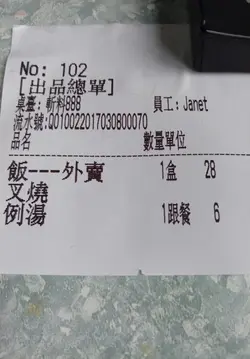 No: 102
[出品總單]
桌臺: 斬料888 員工: Janet
流水號:Q010022017030800070
品名 數量單位
飯---外賣 1盒 28
叉燒
例湯 1跟餐 6